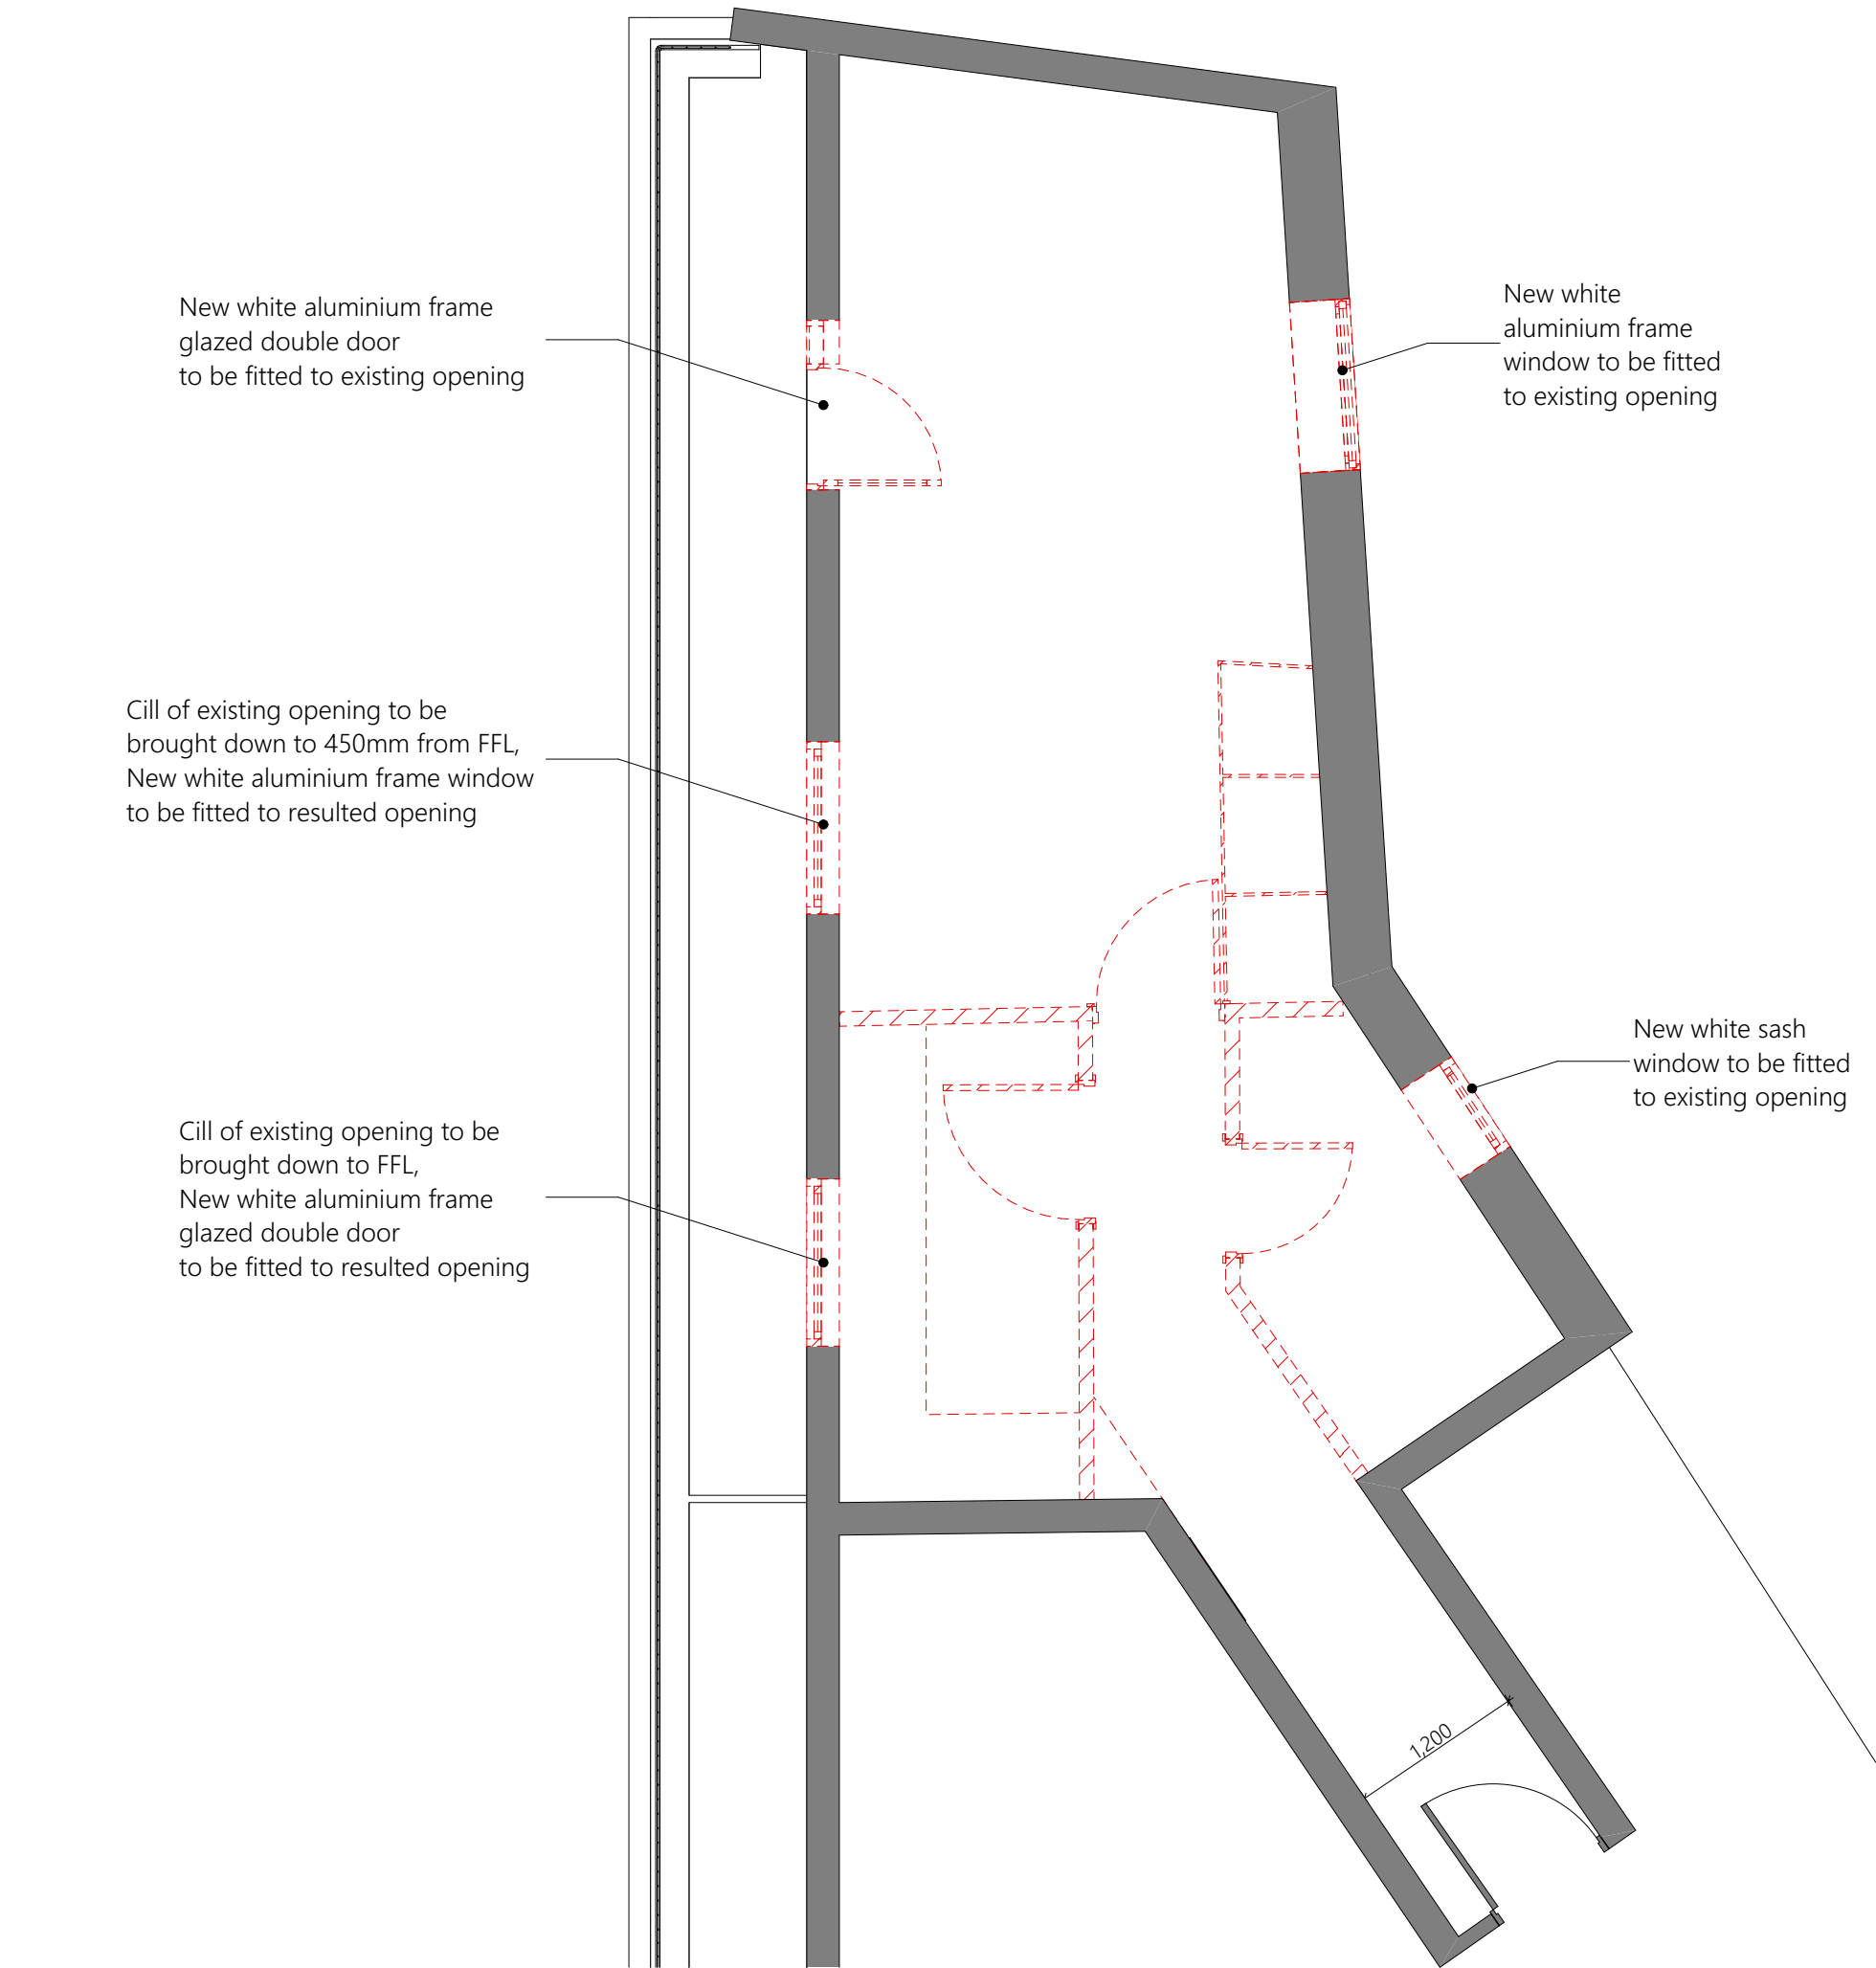 New white aluminium frame
glazed double door
to be fitted to existing opening
New white
aluminium frame
window to be fitted
to existing opening
Cill of existing opening to be
brought down to 450mm from FFL,
New white aluminium frame window
to be fitted to resulted opening
New white sash
window to be fitted
to existing opening
Cill of existing opening to be
brought down to FFL,
New white aluminium frame
glazed double door
to be fitted to resulted opening
1,200